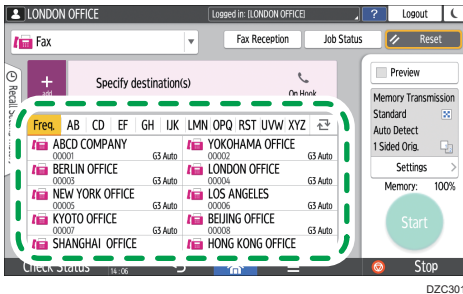 LONDON OFFICE
Logged in: (LONDON OFFICE)
?
Logout
Fax
Fax Reception
Job Status
Reset
Specify destination(s)
On Hook
Preview
Memory Transmission
Standard
Auto Detect
1 Sided Orig.
Settings
Memory: 100%
Start
Freq. AB CD EF GH IJK LMN OPQ RST UVW XYZ
ABCD COMPANY
00001 G3 Auto
YOKOHAMA OFFICE
00002 G3 Auto
BERLIN OFFICE
00003 G3 Auto
LONDON OFFICE
00004 G3 Auto
NEW YORK OFFICE
00005 G3 Auto
LOS ANGELES
00006 G3 Auto
KYOTO OFFICE
00007 G3 Auto
BEIJING OFFICE
00008 G3 Auto
SHANGHAI OFFICE
HONG KONG OFFICE
Check Status
14:06
Stop
DZC301